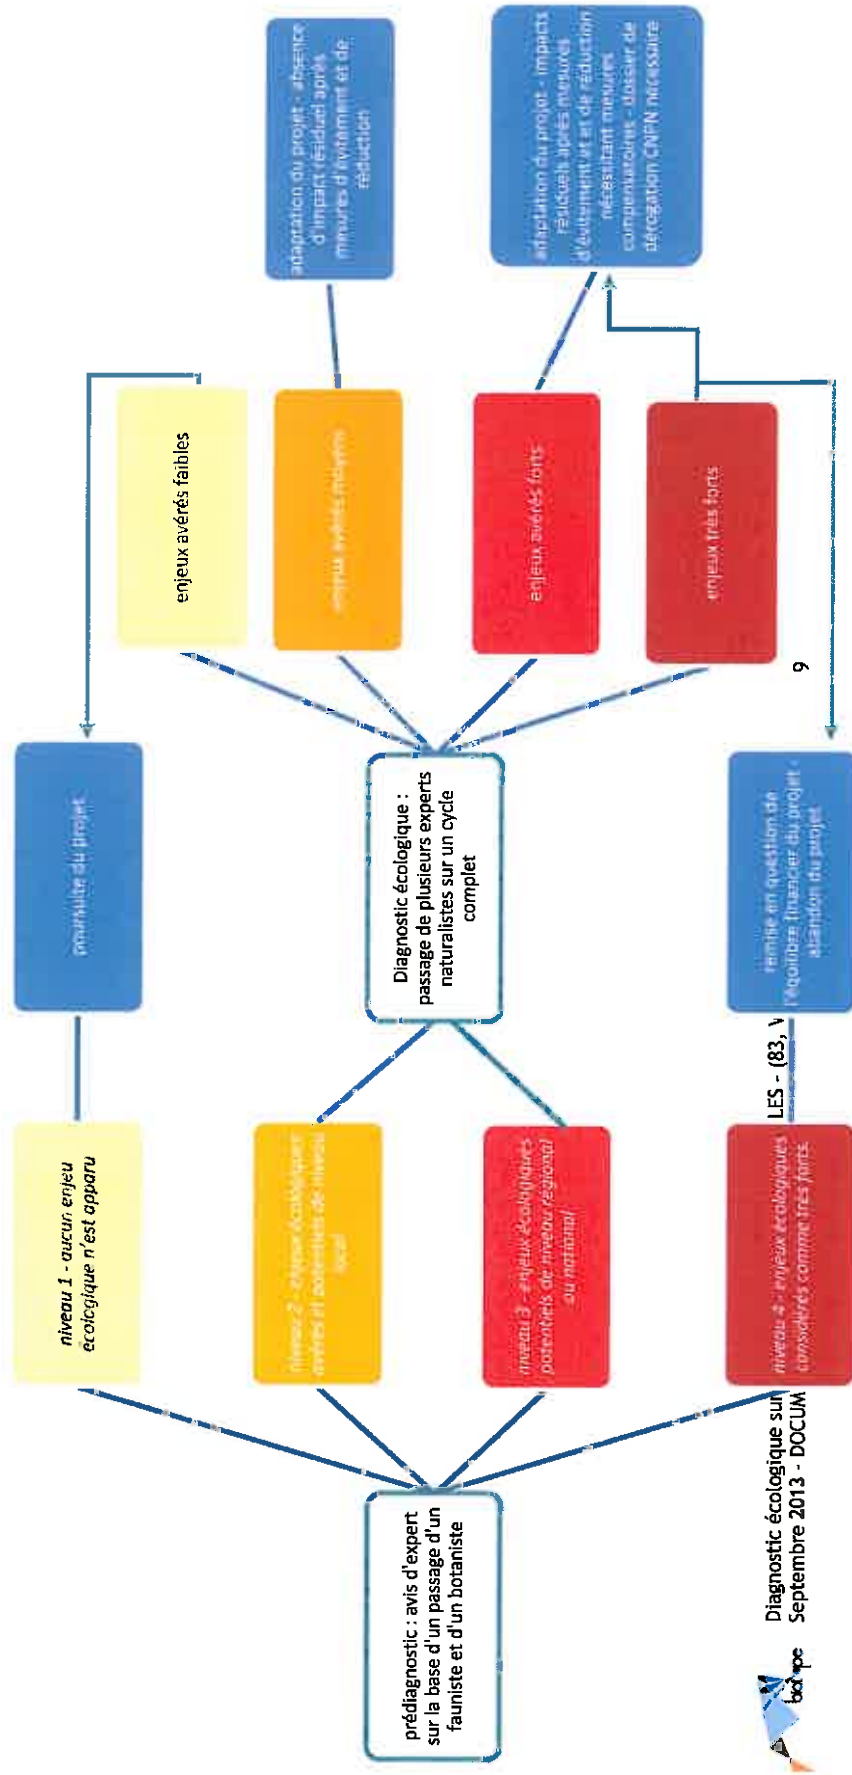 prédiagnostic : avis d'expert
sur la base d'un passage d'un
fauniste et d'un botaniste
niveau 1 - aucun enjeu
écologique n'est apparu
niveau 2 - enjeux écologiques
avérés et potentiels de niveau
local
niveau 3 - enjeux écologiques
potentiels de niveau régional
ou national
niveau 4 - enjeux écologiques
considérés comme très forts
poursuite du projet
Diagnostic écologique :
passage de plusieurs experts
naturalistes sur un cycle
complet
remise en question de
l'équilibre financier du projet -
abandon du projet
enjeux avérés faibles
enjeux avérés moyens
enjeux avérés forts
enjeux très forts
adaptation du projet - absence
d'impact résiduel après
mesures d'évitement et de
réduction
adaptation du projet - impacts
résiduels après mesures
d'évitement et et de réduction
nécessitant mesures
compensatoires - dossier de
dérogation CNPN nécessaire
biotope
Diagnostic écologique sur LES - (83, V
Septembre 2013 - DOCUM
9